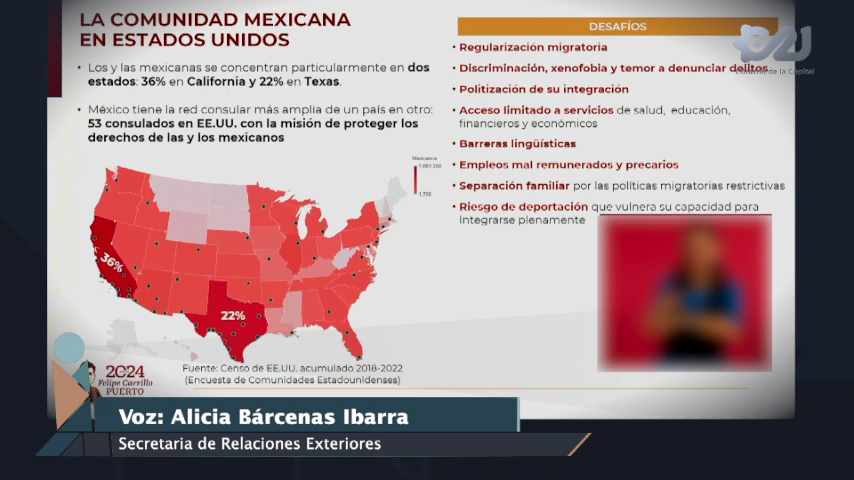 LA COMUNIDAD MEXICANA
EN ESTADOS UNIDOS
• Los y las mexicanas se concentran particularmente en dos
estados: 36% en California y 22% en Texas.
• México tiene la red consular más amplia de un país en otro:
53 consulados en EE.UU. con la misión de proteger los
derechos de las y los mexicanos
Mexicanos
1,700
36%
22%
Fuente: Censo de EE.UU. acumulado 2018-2022
(Encuesta de Comunidades Estadounidenses)
DESAFÍOS
• Regularización migratoria
• Discriminación, xenofobia y temor a denunciar delitos
• Politización de su integración
• Acceso limitado a servicios de salud, educación,
financieros y económicos
• Barreras lingüísticas
• Empleos mal remunerados y precarios
• Separación familiar por las políticas migratorias restrictivas
• Riesgo de deportación que vulnera su capacidad para
integrarse plenamente
de la Capital
2024
Felipe Carrillo
PUERTO
Voz: Alicia Bárcenas Ibarra
Secretaria de Relaciones Exteriores